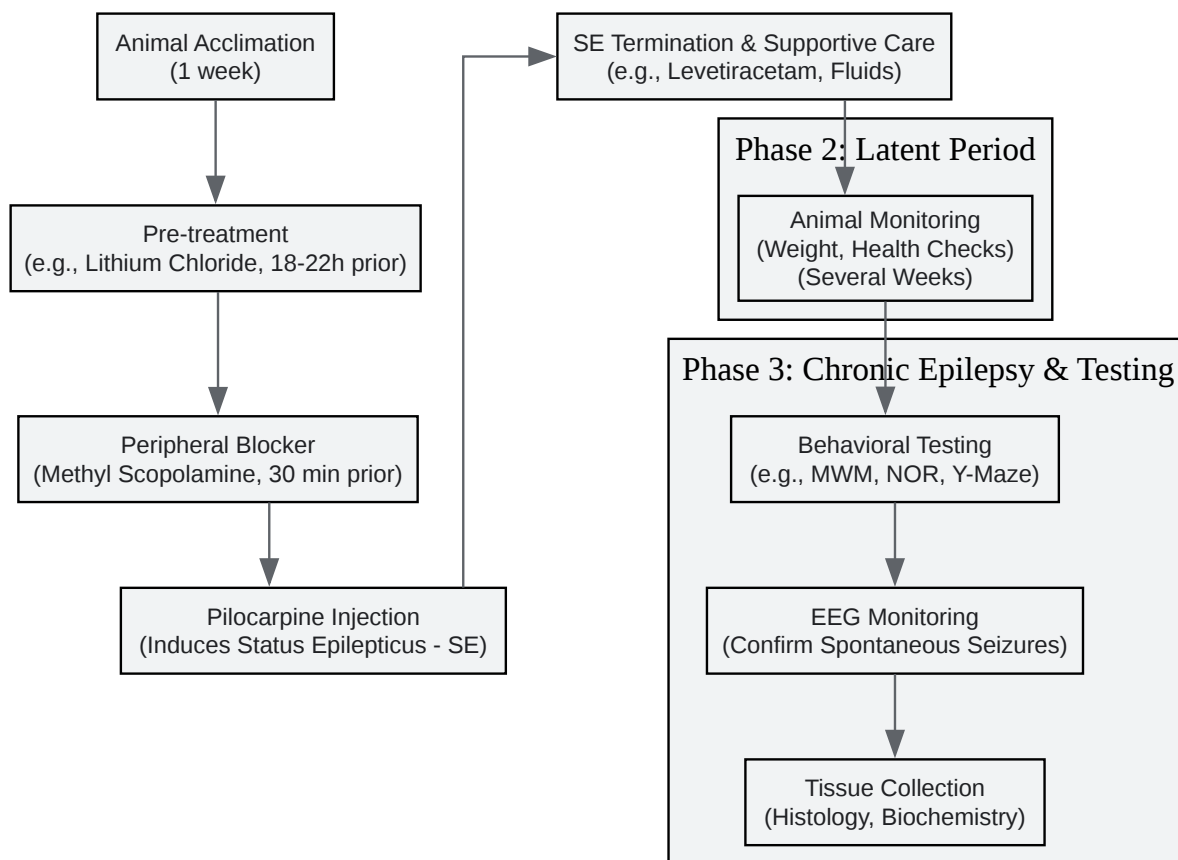 Animal Acclimation
(1 week)
Pre-treatment
(e.g., Lithium Chloride, 18-22h prior)
Peripheral Blocker
(Methyl Scopolamine, 30 min prior)
Pilocarpine Injection
(Induces Status Epilepticus - SE)
SE Termination & Supportive Care
(e.g., Levetiracetam, Fluids)
Phase 2: Latent Period
Animal Monitoring
(Weight, Health Checks)
(Several Weeks)
Phase 3: Chronic Epilepsy & Testing
Behavioral Testing
(e.g., MWM, NOR, Y-Maze)
EEG Monitoring
(Confirm Spontaneous Seizures)
Tissue Collection
(Histology, Biochemistry)